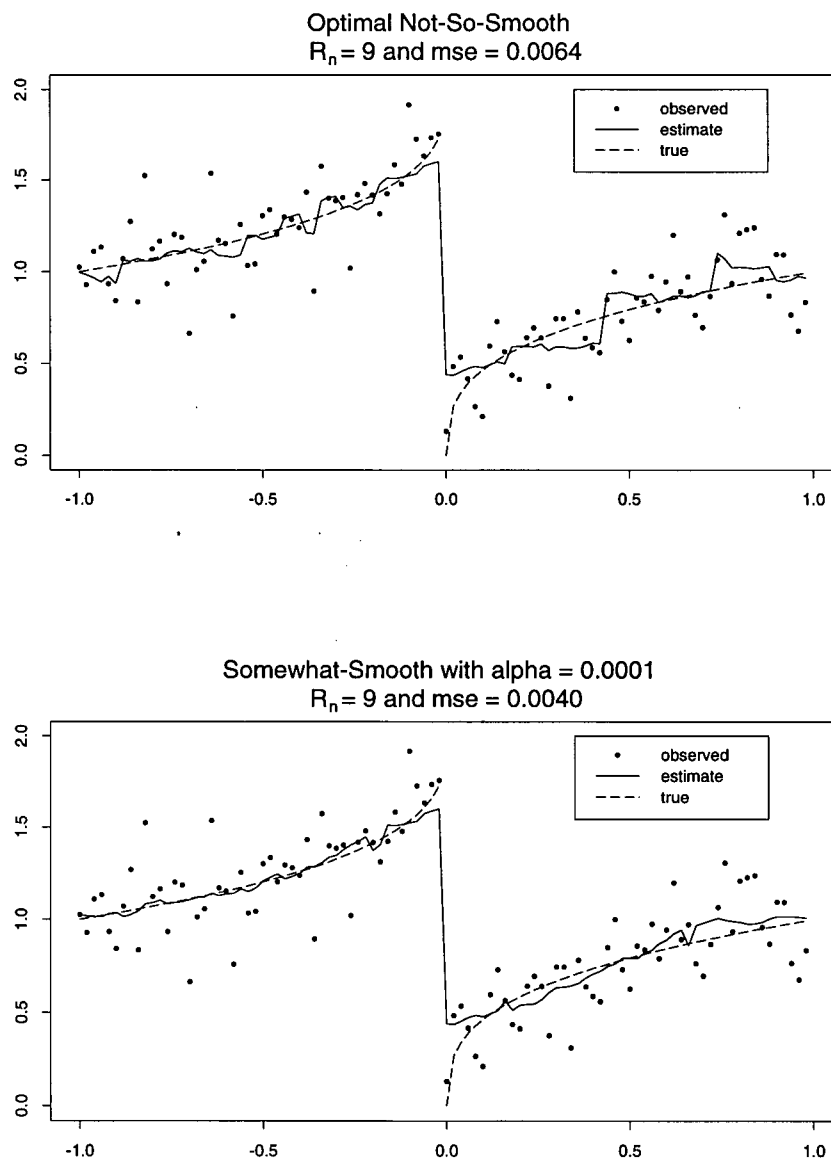 Optimal Not-So-Smooth
Rn = 9 and mse = 0.0064
2.0
1.5
1.0
0.5
0.0
observed
estimate
true
-1.0 -0.5 0.0 0.5 1.0
Somewhat-Smooth with alpha = 0.0001
Rn = 9 and mse = 0.0040
2.0
1.5
1.0
0.5
0.0
observed
estimate
true
-1.0 -0.5 0.0 0.5 1.0